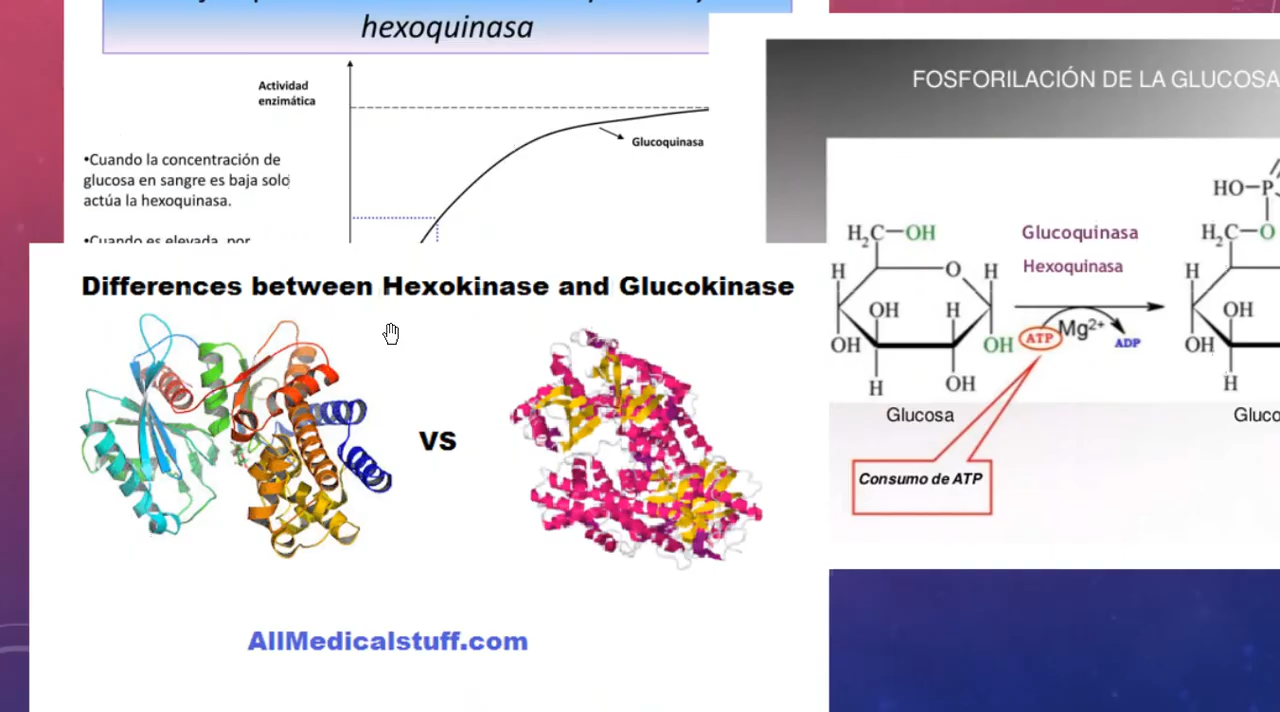 hexoquinasa
Actividad
enzimática
Glucoquinasa
•Cuando la concentración de
glucosa en sangre es baja solo
actúa la hexoquinasa.
•Cuando es elevada, por
Differences between Hexokinase and Glucokinase
VS
AllMedicalstuff.com
FOSFORILACIÓN DE LA GLUCOSA
HO–P
H₂C–OH
Glucoquinasa
H₂C–O
Hexoquinasa
H
O
H
H
OH
H
OH
OH
OH
ATP
Mg²⁺
ADP
OH
H
OH
H
Glucosa
Gluco
Consumo de ATP